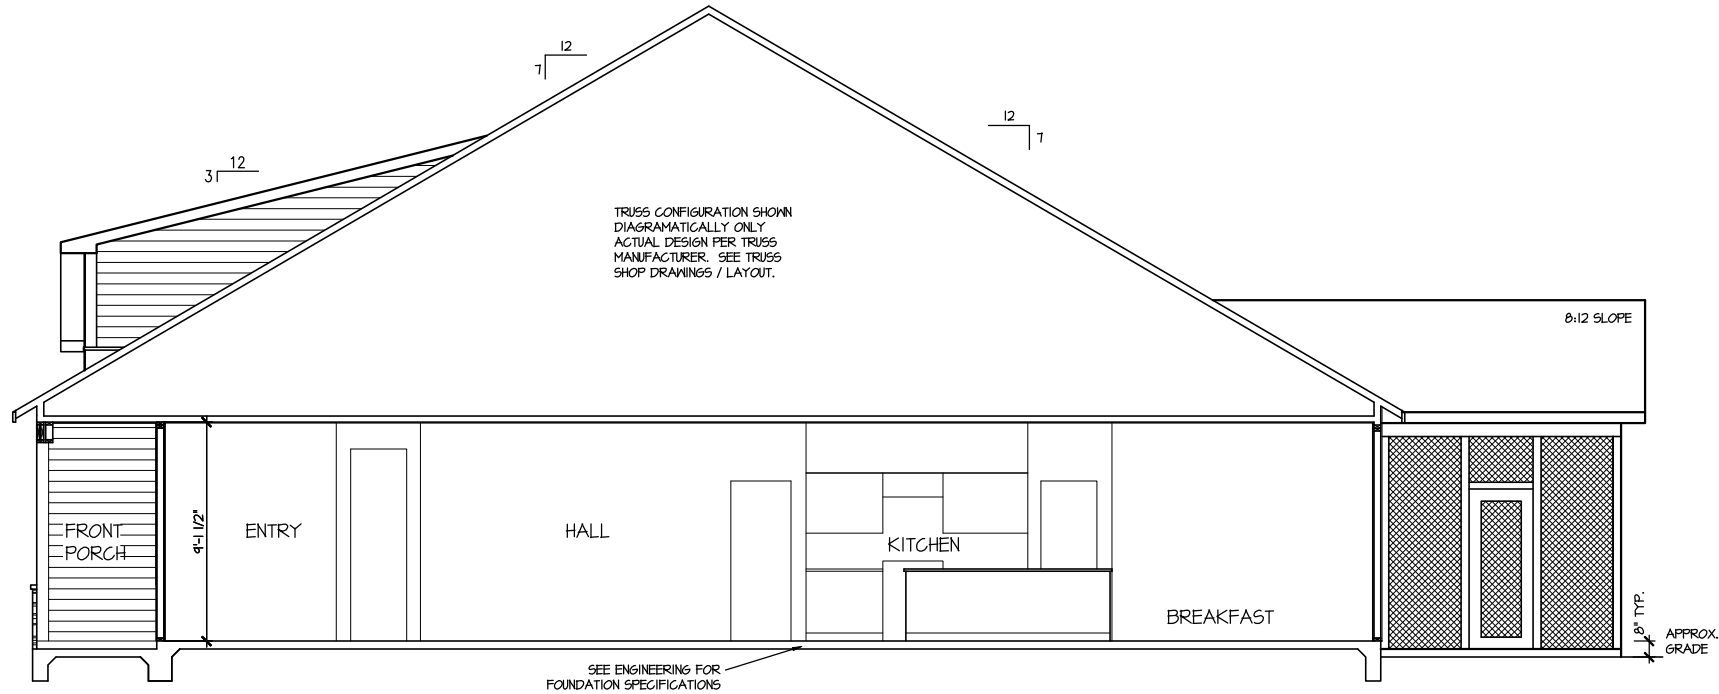 12
7
12
7
12
3
TRUSS CONFIGURATION SHOWN
DIAGRAMATICALLY ONLY
ACTUAL DESIGN PER TRUSS
MANUFACTURER. SEE TRUSS
SHOP DRAWINGS / LAYOUT.
8:12 SLOPE
FRONT
PORCH
9'-1 1/2"
ENTRY
HALL
KITCHEN
BREAKFAST
8" TYP.
APPROX.
GRADE
SEE ENGINEERING FOR
FOUNDATION SPECIFICATIONS